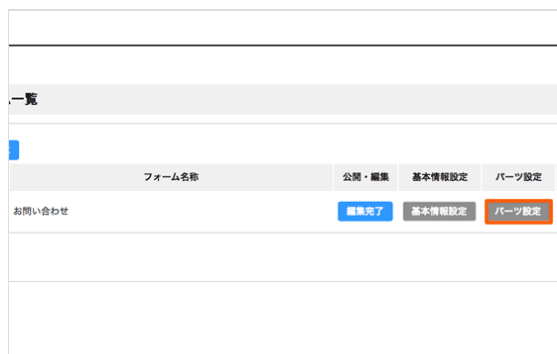 一覧
フォーム名称 公開・編集 基本情報設定 パーツ設定
お問い合わせ 編集完了 基本情報設定 パーツ設定